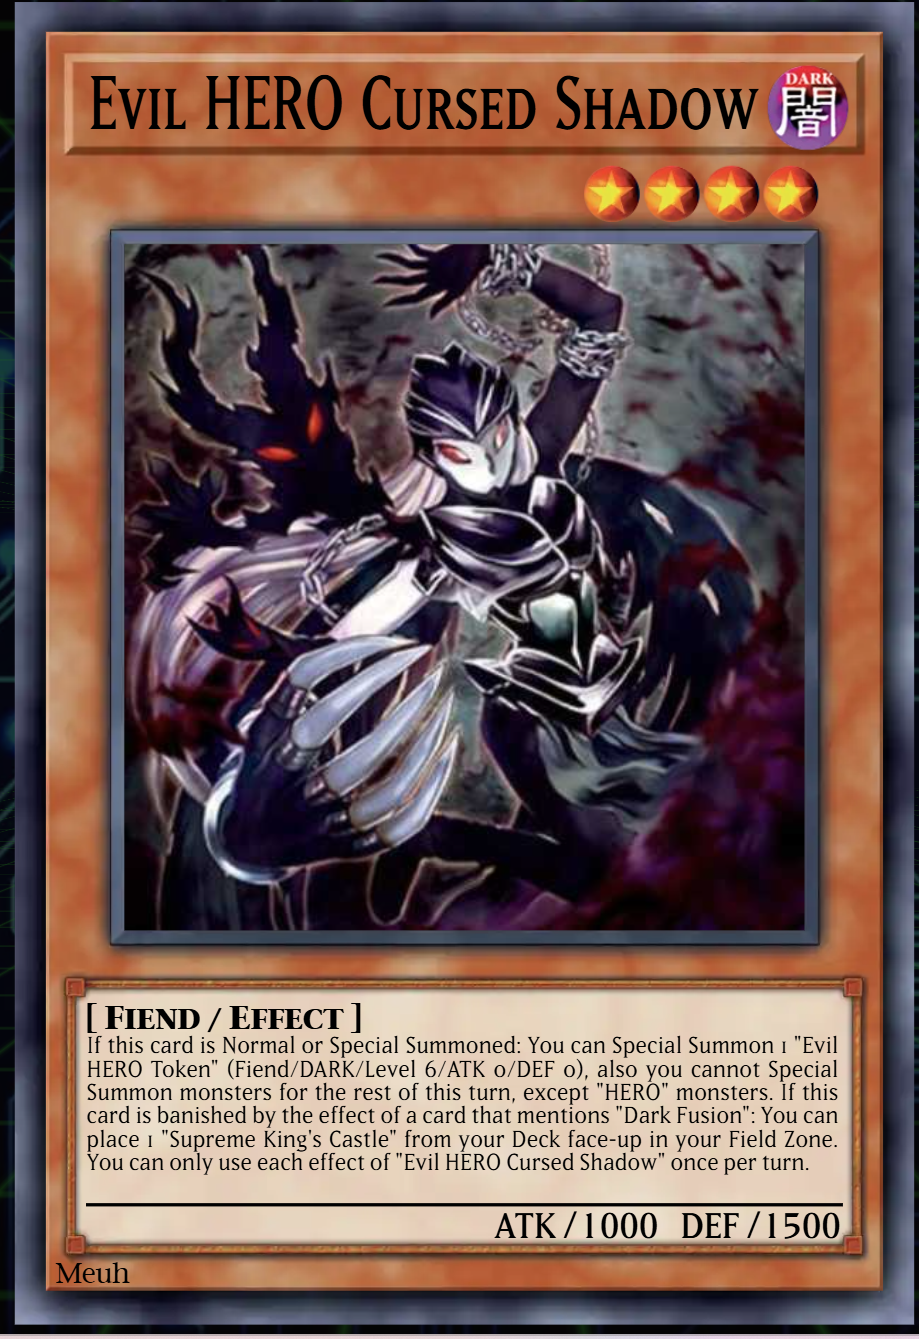 Evil HERO Cursed Shadow
DARK
闇
[ Fiend / Effect ]
If this card is Normal or Special Summoned: You can Special Summon 1 "Evil
HERO Token" (Fiend/DARK/Level 6/ATK 0/DEF 0), also you cannot Special
Summon monsters for the rest of this turn, except "HERO" monsters. If this
card is banished by the effect of a card that mentions "Dark Fusion": You can
place 1 "Supreme King's Castle" from your Deck face-up in your Field Zone.
You can only use each effect of "Evil HERO Cursed Shadow" once per turn.
ATK / 1000 DEF / 1500
Meuh